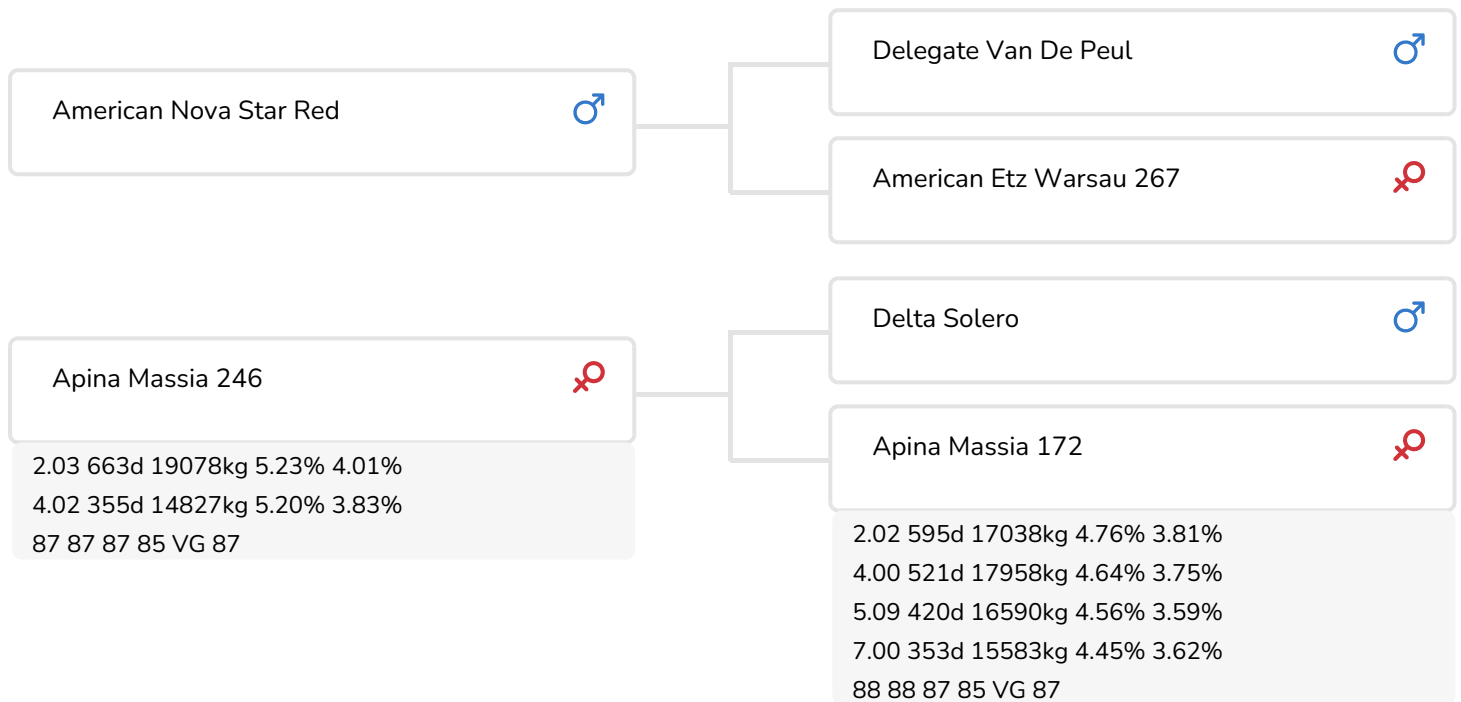 American Nova Star Red
Delegate Van De Peul
American Etz Warsau 267
Apina Massia 246
2.03 663d 19078kg 5.23% 4.01%
4.02 355d 14827kg 5.20% 3.83%
87 87 87 85 VG 87
Delta Solero
Apina Massia 172
2.02 595d 17038kg 4.76% 3.81%
4.00 521d 17958kg 4.64% 3.75%
5.09 420d 16590kg 4.56% 3.59%
7.00 353d 15583kg 4.45% 3.62%
88 88 87 85 VG 87